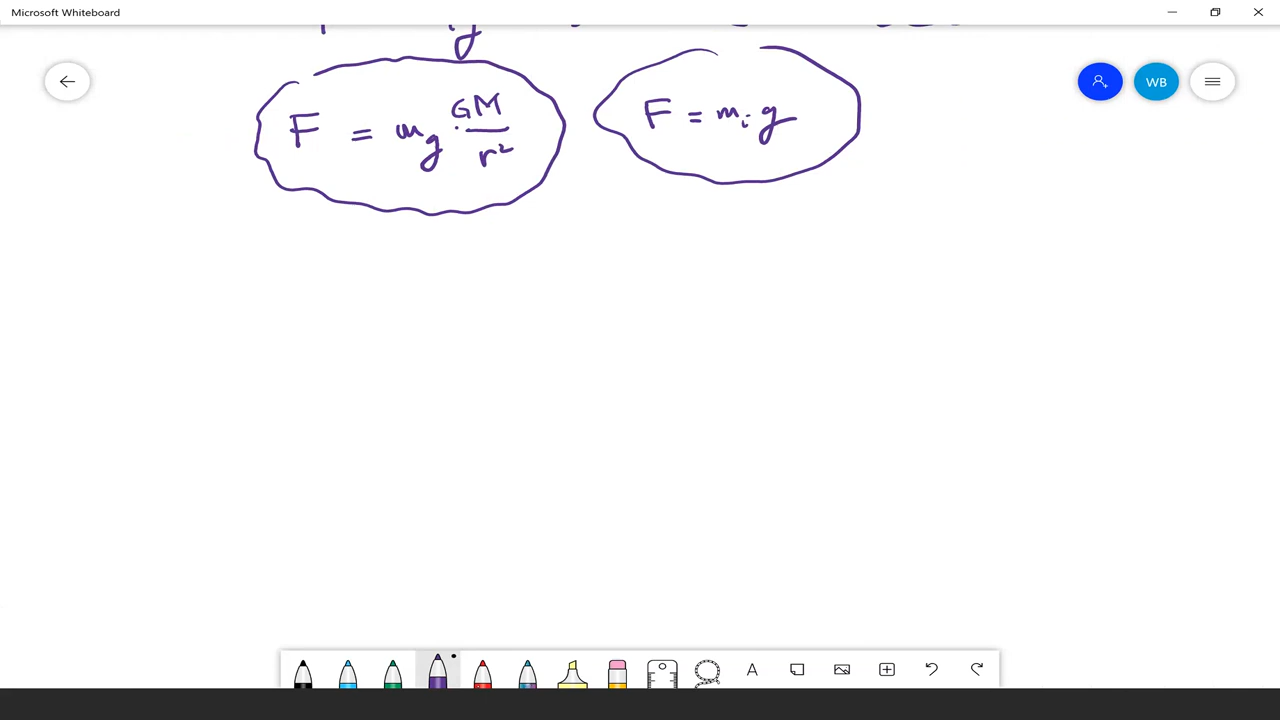 Microsoft Whiteboard
WB
F = m_g GM/r² F = m_i g
A